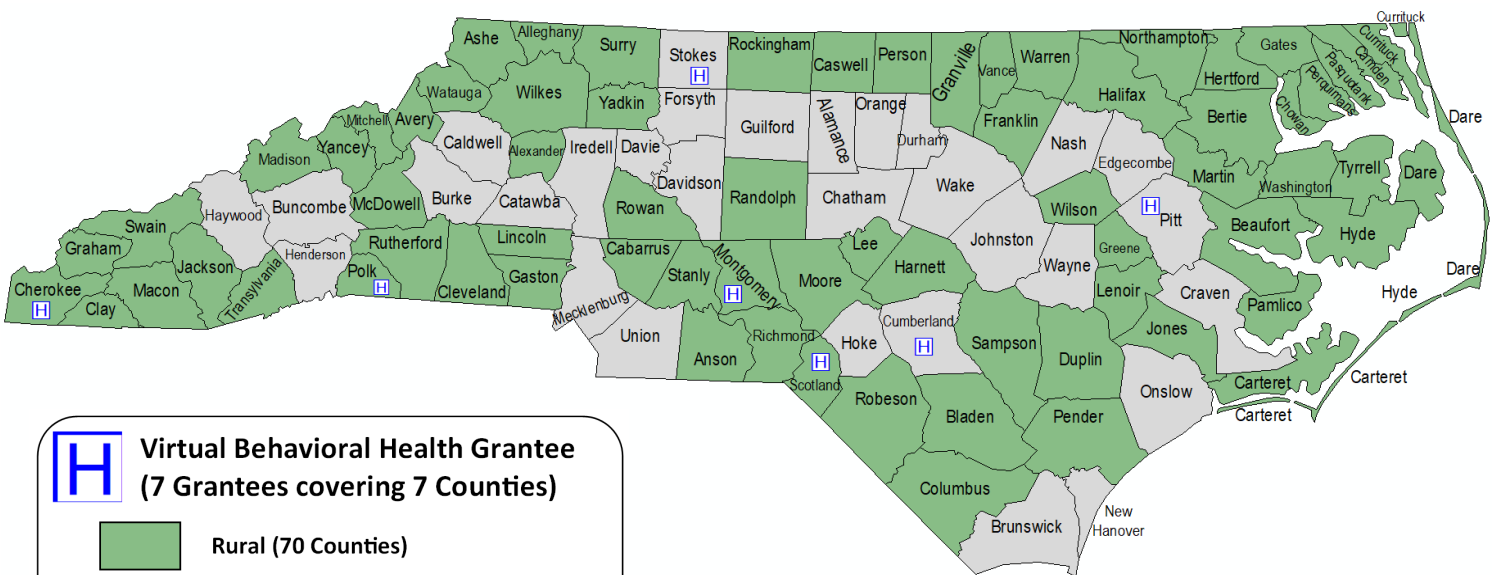 Currituck
Ashe
Alleghany
Surry
Stokes
H
Rockingham
Caswell
Person
Granville
Vance
Warren
Northampton
Gates
Currituck
Camden
Pasqudank
Perquimans
Chowan
Hertford
Halifax
Bertie
Dare
Watauga
Wilkes
Yadkin
Forsyth
Guilford
Alamance
Orange
Durham
Franklin
Nash
Edgecombe
Martin
Washington
Tyrrell
Dare
Mitchell
Avery
Yancey
Madison
Caldwell
Alexander
Iredell
Davie
Davidson
Randolph
Chatham
Wake
Wilson
H
Pitt
Beaufort
Hyde
Haywood
Buncombe
McDowell
Burke
Catawba
Rowan
Swain
Graham
Jackson
Henderson
Rutherford
Lincoln
Cabarrus
Stanly
Montgomery
H
Moore
Lee
Harnett
Johnston
Wayne
Greene
Lenoir
Craven
Pamlico
Dare
Hyde
Cherokee
H
Clay
Macon
Transylvania
Polk
H
Cleveland
Gaston
Mecklenburg
Union
Anson
Richmond
H
Scotland
Hoke
Cumberland
H
Sampson
Duplin
Jones
Onslow
Carteret
Carteret
Carteret
Robeson
Bladen
Pender
Columbus
Brunswick
New
Hanover
H
Virtual Behavioral Health Grantee
(7 Grantees covering 7 Counties)
Rural (70 Counties)